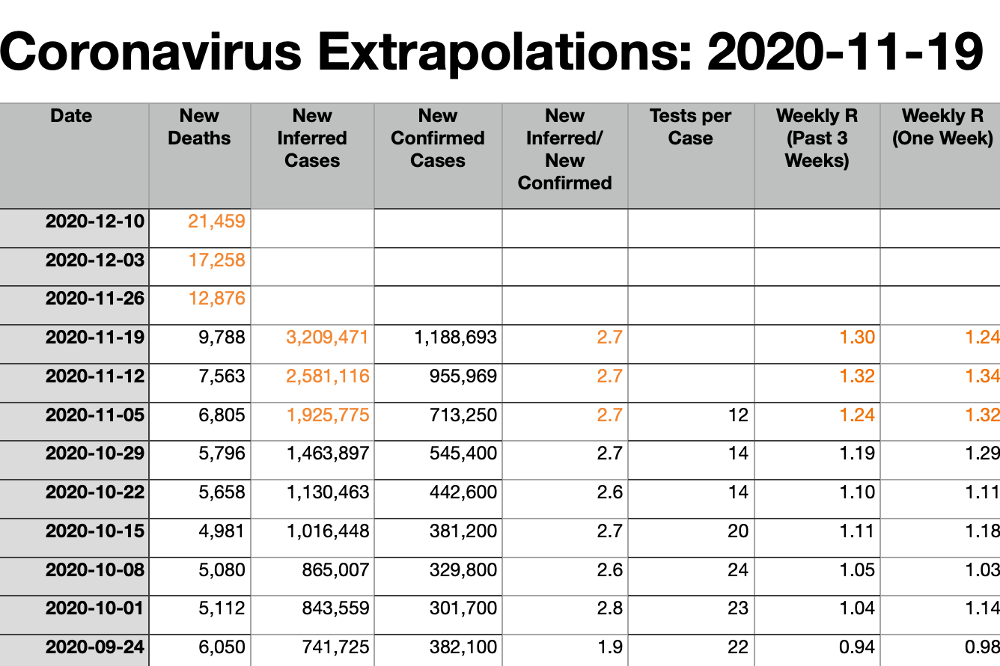 Coronavirus Extrapolations: 2020-11-19
Date New Deaths New Inferred Cases New Confirmed Cases New Inferred/ New Confirmed Tests per Case Weekly R (Past 3 Weeks) Weekly R (One Week)
2020-12-10 21,459
2020-12-03 17,258
2020-11-26 12,876
2020-11-19 9,788 3,209,471 1,188,693 2.7 1.30 1.24
2020-11-12 7,563 2,581,116 955,969 2.7 1.32 1.34
2020-11-05 6,805 1,925,775 713,250 2.7 12 1.24 1.32
2020-10-29 5,796 1,463,897 545,400 2.7 14 1.19 1.29
2020-10-22 5,658 1,130,463 442,600 2.6 14 1.10 1.11
2020-10-15 4,981 1,016,448 381,200 2.7 20 1.11 1.18
2020-10-08 5,080 865,007 329,800 2.6 24 1.05 1.03
2020-10-01 5,112 843,559 301,700 2.8 23 1.04 1.14
2020-09-24 6,050 741,725 382,100 1.9 22 0.94 0.98